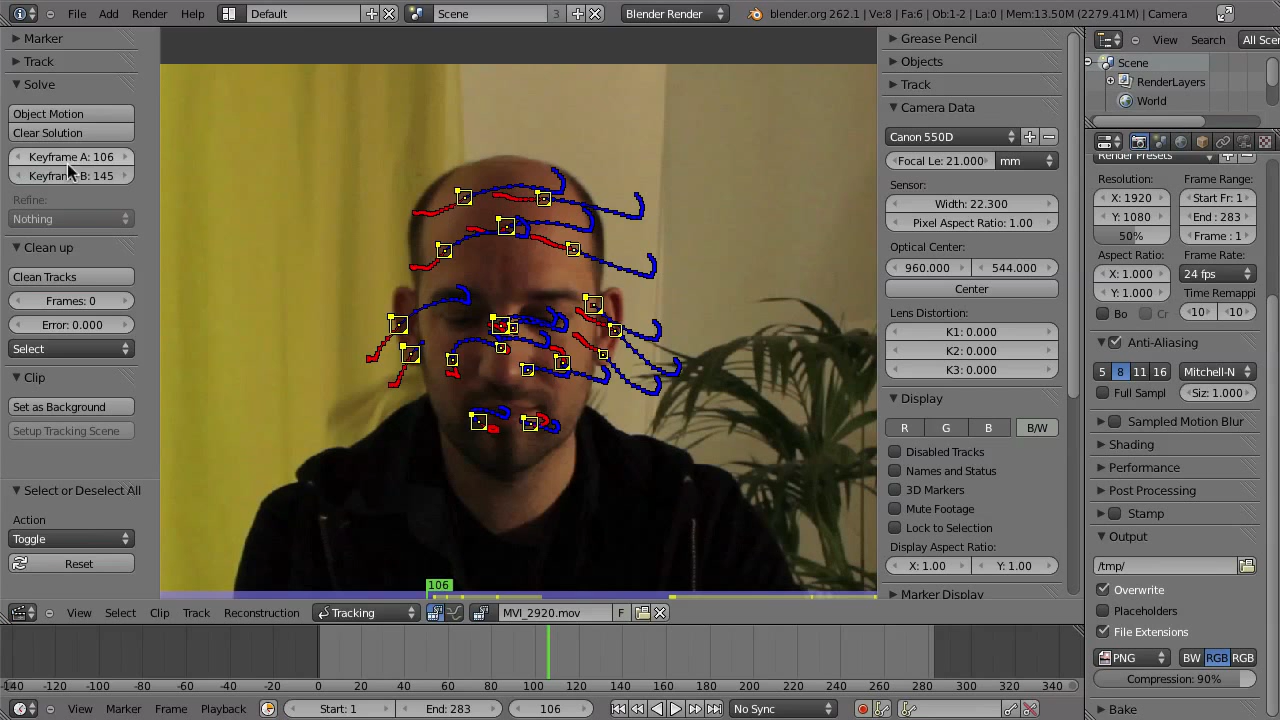 File Add Render Help Default Scene 3 Blender Render blender.org 262.1 | Ve:8 | Fa:6 | Ob:1-2 | La:0 | Mem:13.50M (2279.41M) | Camera
Marker
Track
Solve
Object Motion
Clear Solution
Keyframe A: 106
Keyframe B: 145
Refine:
Nothing
Clean up
Clean Tracks
Frames: 0
Error: 0.000
Select
Clip
Set as Background
Setup Tracking Scene
Select or Deselect All
Action
Toggle
Reset
106
Grease Pencil
Objects
Track
Camera Data
Canon 550D
Focal Le: 21.000 mm
Sensor:
Width: 22.300
Pixel Aspect Ratio: 1.00
Optical Center:
960.000 544.000
Center
Lens Distortion:
K1: 0.000
K2: 0.000
K3: 0.000
Display
R G B B/W
Disabled Tracks
Names and Status
3D Markers
Mute Footage
Lock to Selection
Display Aspect Ratio:
X: 1.00 Y: 1.00
Marker Display
View Search All Sce
Scene
RenderLayers
World
Render Presets
Resolution: Frame Range:
X: 1920 Start Fr: 1
Y: 1080 End: 283
50% Frame : 1
Aspect Ratio: Frame Rate:
X: 1.000 24 fps
Y: 1.000 Time Remappi
Bo Cr 10 10
Anti-Aliasing
5 8 11 16 Mitchell-N
Full Sampl Siz: 1.000
Sampled Motion Blur
Shading
Performance
Post Processing
Stamp
Output
/tmp/
Overwrite
Placeholders
File Extensions
PNG BW RGB RGB
Compression: 90%
Bake
View Select Clip Track Reconstruction Tracking MVI_2920.mov F
-140 -120 -100 -80 -60 -40 -20 0 20 40 60 80 100 120 140 160 180 200 220 240 260 280 300 320 340
View Marker Frame Playback Start: 1 End: 283 106 No Sync